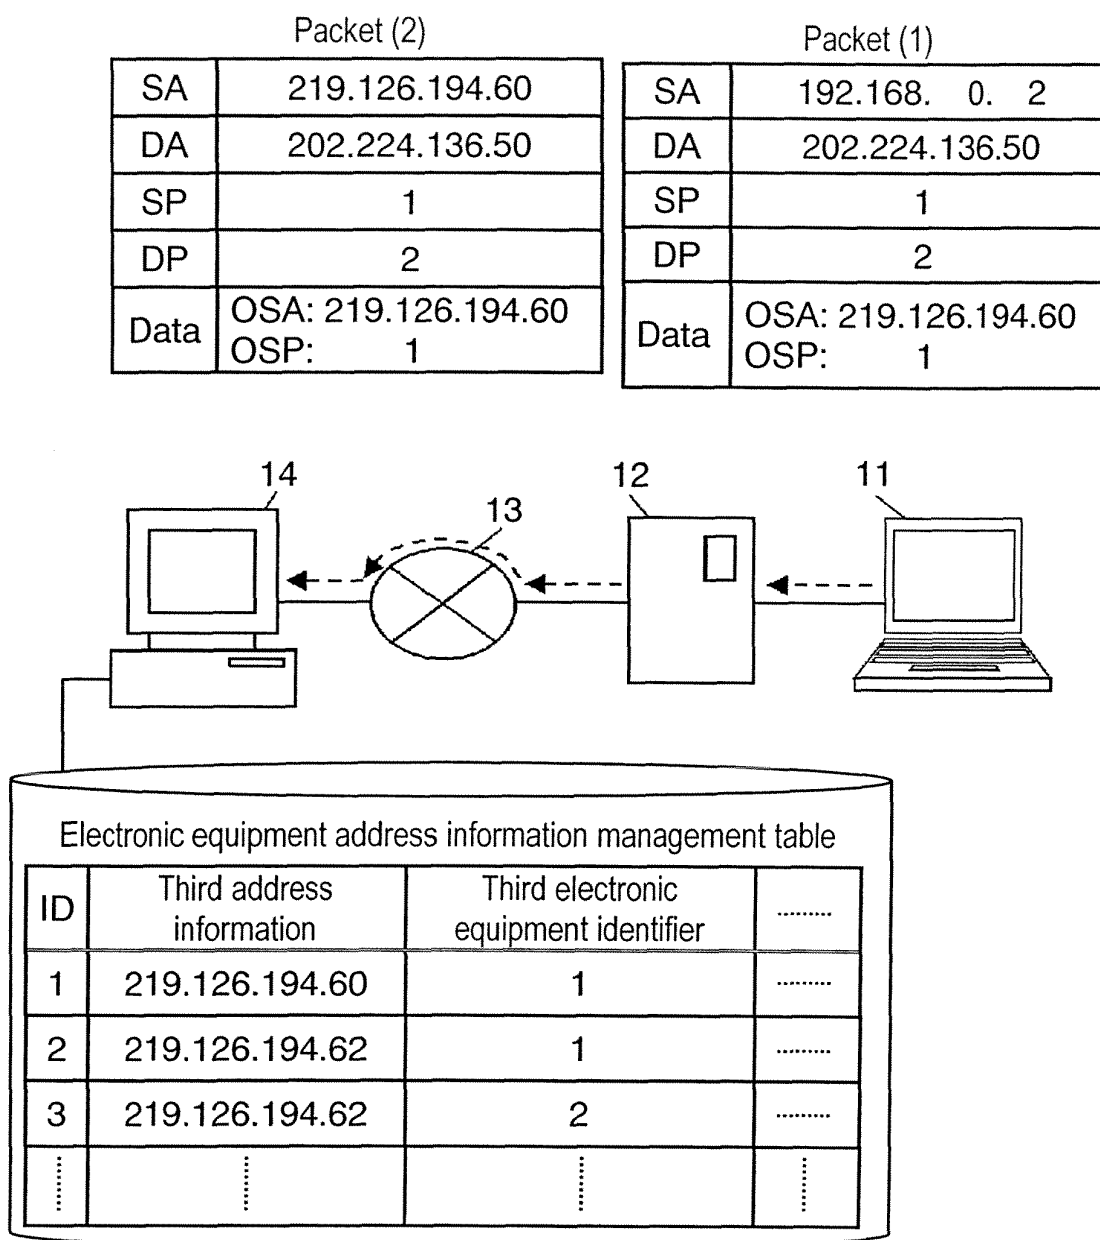 Packet (2)
SA 219.126.194.60
DA 202.224.136.50
SP 1
DP 2
Data OSA: 219.126.194.60
OSP: 1
Packet (1)
SA 192.168. 0. 2
DA 202.224.136.50
SP 1
DP 2
Data OSA: 219.126.194.60
OSP: 1
14
13
12
11
Electronic equipment address information management table
ID Third address information Third electronic equipment identifier .........
1 219.126.194.60 1 .........
2 219.126.194.62 1 .........
3 219.126.194.62 2 .........